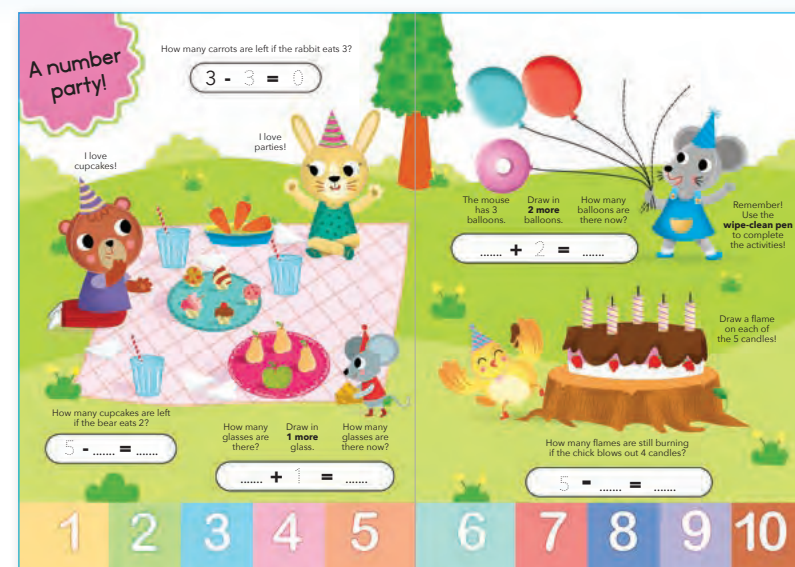 A number
party!
How many carrots are left if the rabbit eats 3?
3 - 3 = 0
I love
cupcakes!
I love
parties!
How many cupcakes are left
if the bear eats 2?
5 - ....... = .......
How many
glasses are
there?
Draw in
1 more
glass.
How many
glasses are
there now?
....... + 1 = .......
The mouse
has 3
balloons.
Draw in
2 more
balloons.
How many
balloons are
there now?
....... + 2 = .......
Remember!
Use the
wipe-clean pen
to complete
the activities!
Draw a flame
on each of
the 5 candles!
How many flames are still burning
if the chick blows out 4 candles?
5 - ....... = .......
1 2 3 4 5 6 7 8 9 10